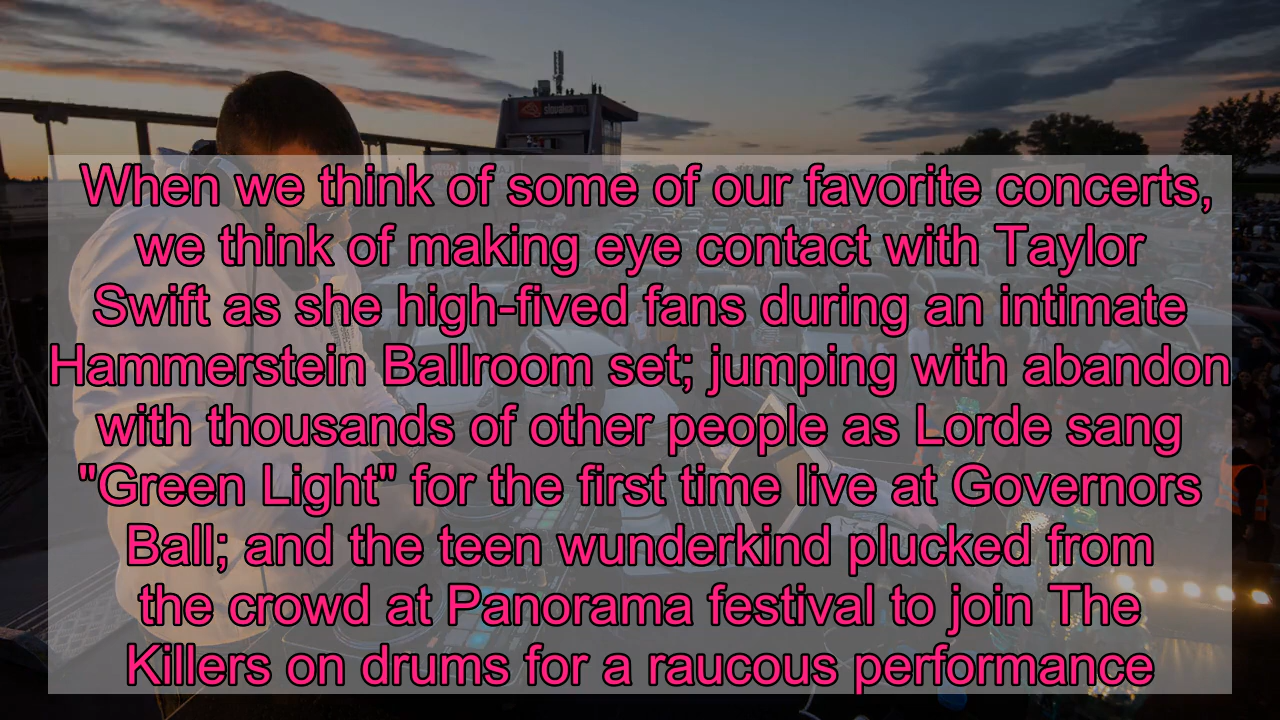 slovakiaring
When we think of some of our favorite concerts,
we think of making eye contact with Taylor
Swift as she high-fived fans during an intimate
Hammerstein Ballroom set; jumping with abandon
with thousands of other people as Lorde sang
"Green Light" for the first time live at Governors
Ball; and the teen wunderkind plucked from
the crowd at Panorama festival to join The
Killers on drums for a raucous performance